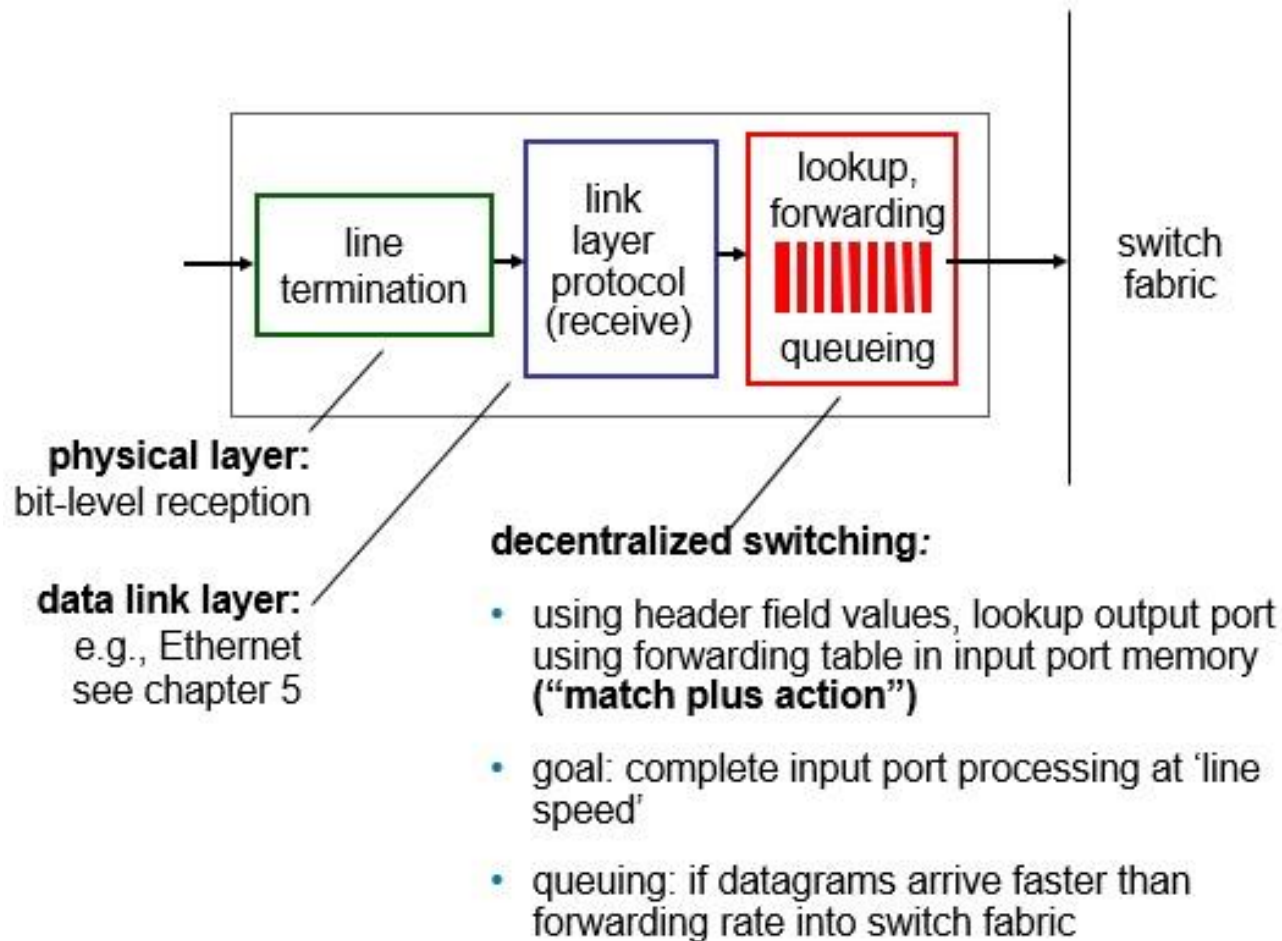 line
termination
link
layer
protocol
(receive)
lookup,
forwarding
queueing
switch
fabric
physical layer:
bit-level reception
data link layer:
e.g., Ethernet
see chapter 5
decentralized switching:
• using header field values, lookup output port
using forwarding table in input port memory
(“match plus action”)
• goal: complete input port processing at ‘line
speed’
• queuing: if datagrams arrive faster than
forwarding rate into switch fabric